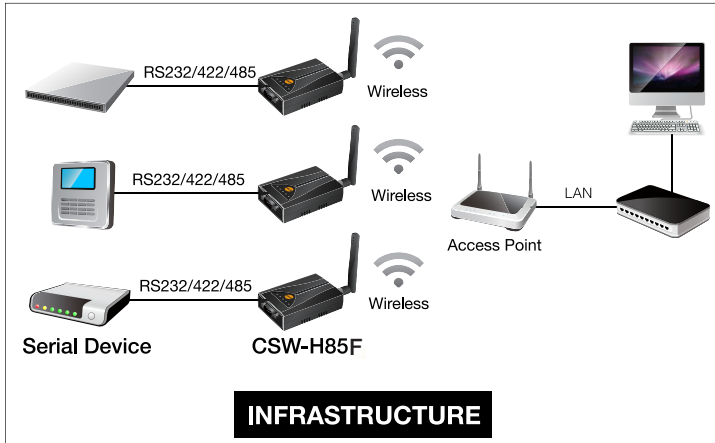 RS232/422/485
Wireless
RS232/422/485
Wireless
LAN
Access Point
RS232/422/485
Wireless
Serial Device
CSW-H85F
INFRASTRUCTURE